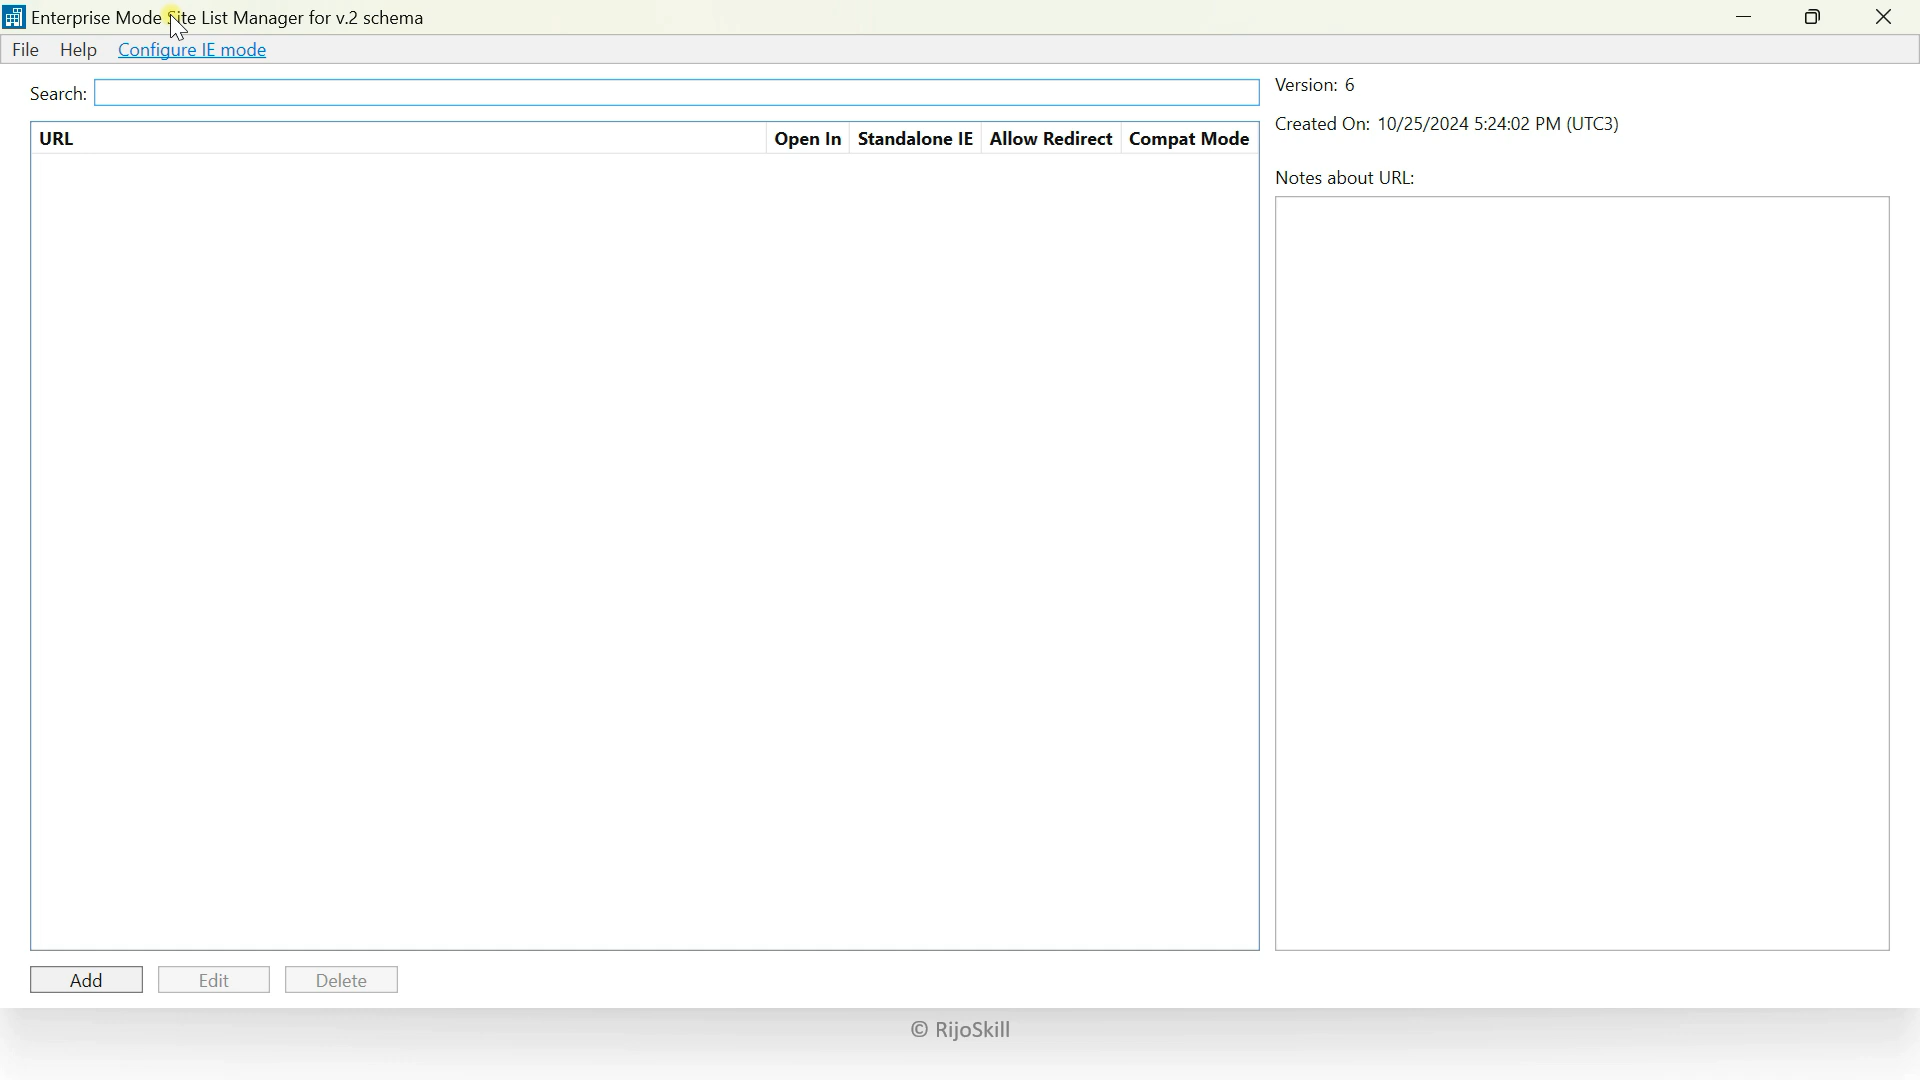 Enterprise Mode Site List Manager for v.2 schema
File Help Configure IE mode
Search:
Version: 6
Created On: 10/25/2024 5:24:02 PM (UTC3)
URL Open In Standalone IE Allow Redirect Compat Mode
Notes about URL:
Add Edit Delete
© RijoSkill